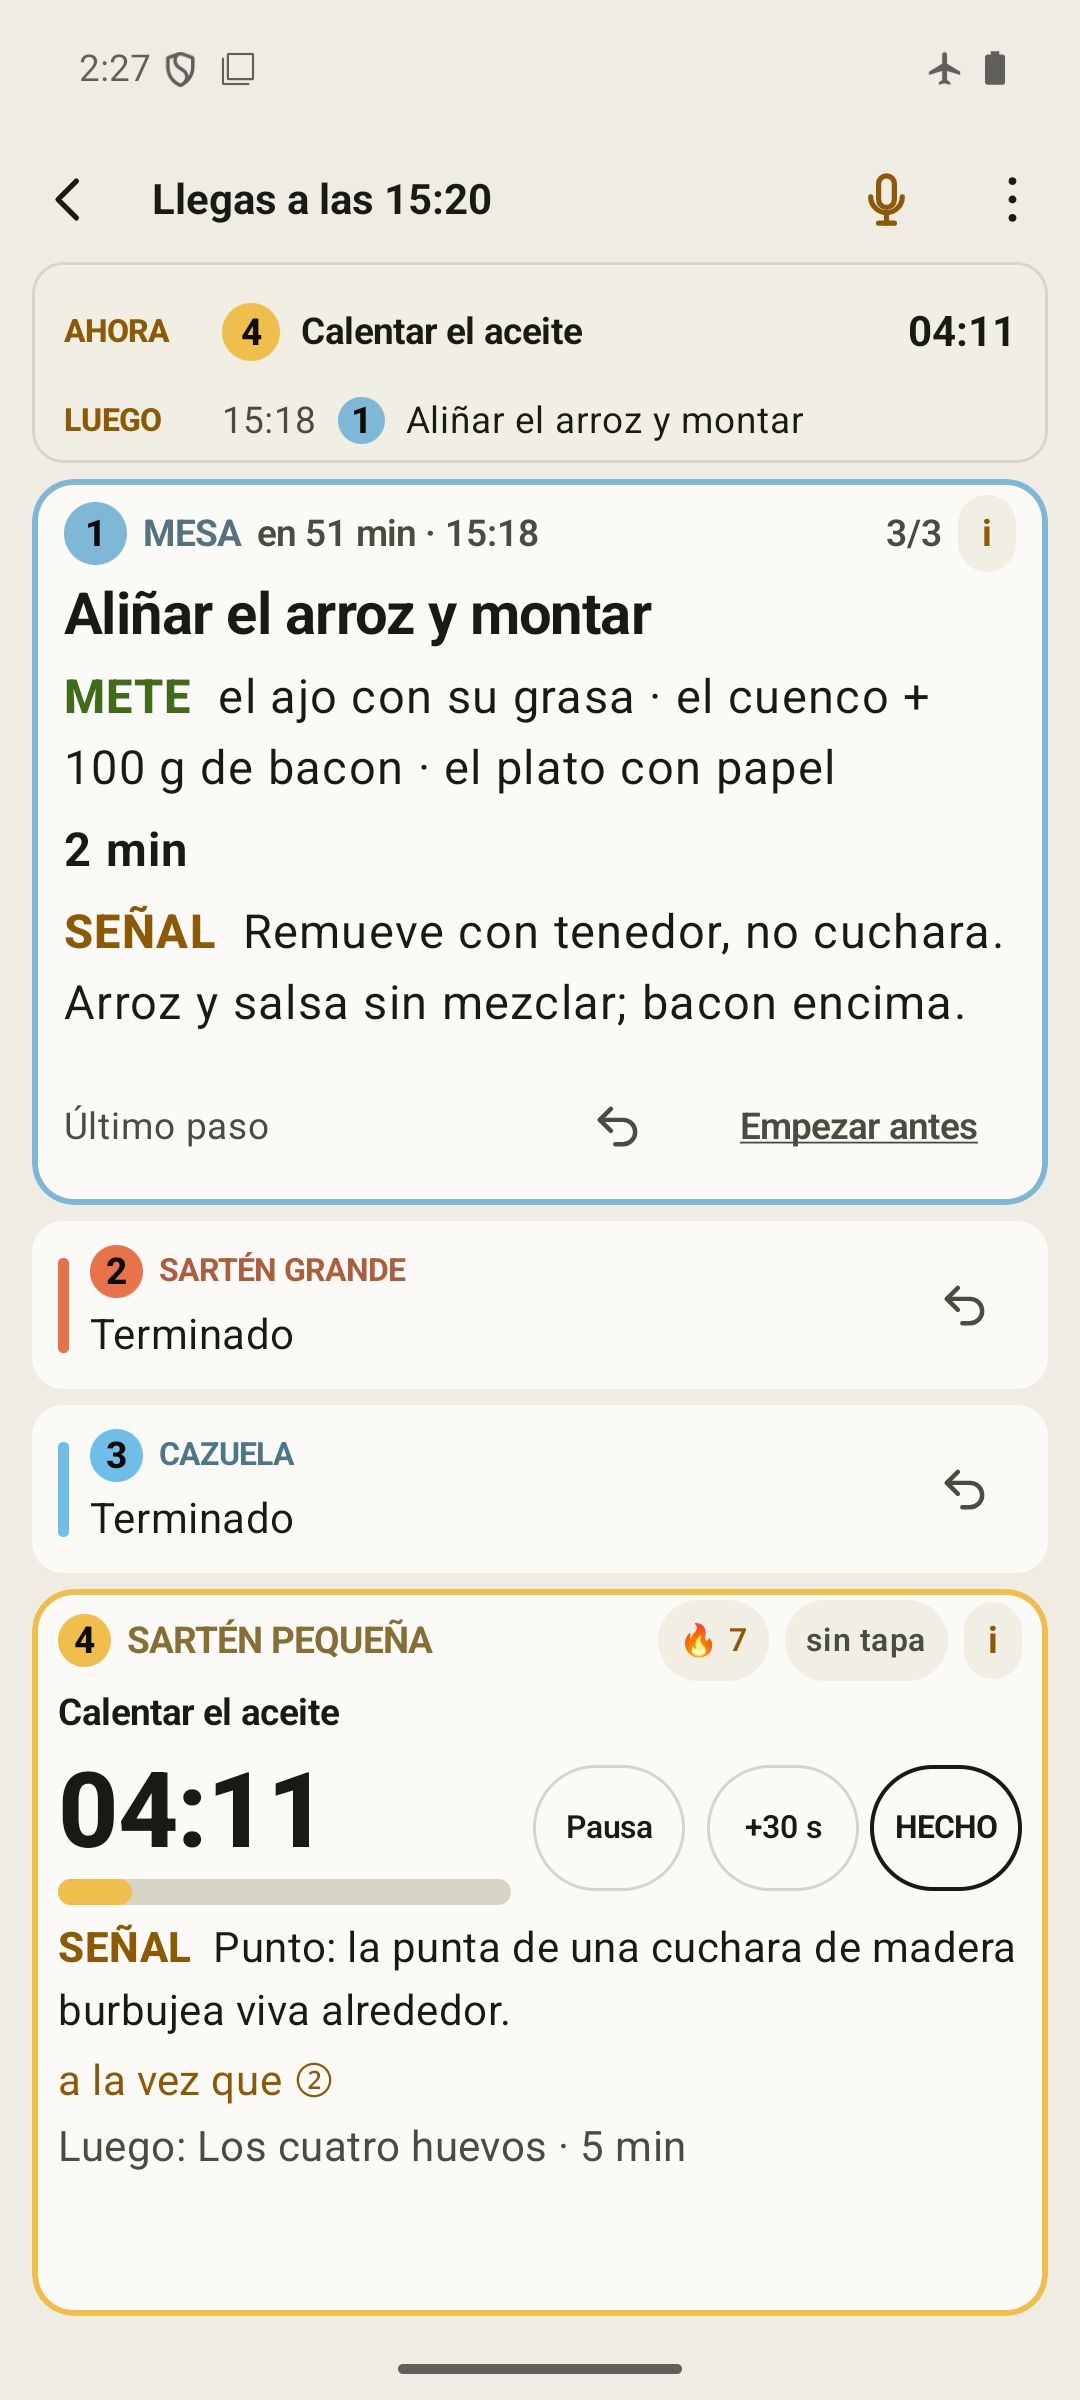 2:27
Llegas a las 15:20
AHORA 4 Calentar el aceite 04:11
LUEGO 15:18 1 Aliñar el arroz y montar
1 MESA en 51 min · 15:18 3/3 i
Aliñar el arroz y montar
METE el ajo con su grasa · el cuenco +
100 g de bacon · el plato con papel
2 min
SEÑAL Remueve con tenedor, no cuchara.
Arroz y salsa sin mezclar; bacon encima.
Último paso Empezar antes
2 SARTÉN GRANDE
Terminado
3 CAZUELA
Terminado
4 SARTÉN PEQUEÑA 🔥 7 sin tapa i
Calentar el aceite
04:11 Pausa +30 s HECHO
SEÑAL Punto: la punta de una cuchara de madera
burbujea viva alrededor.
a la vez que ②
Luego: Los cuatro huevos · 5 min